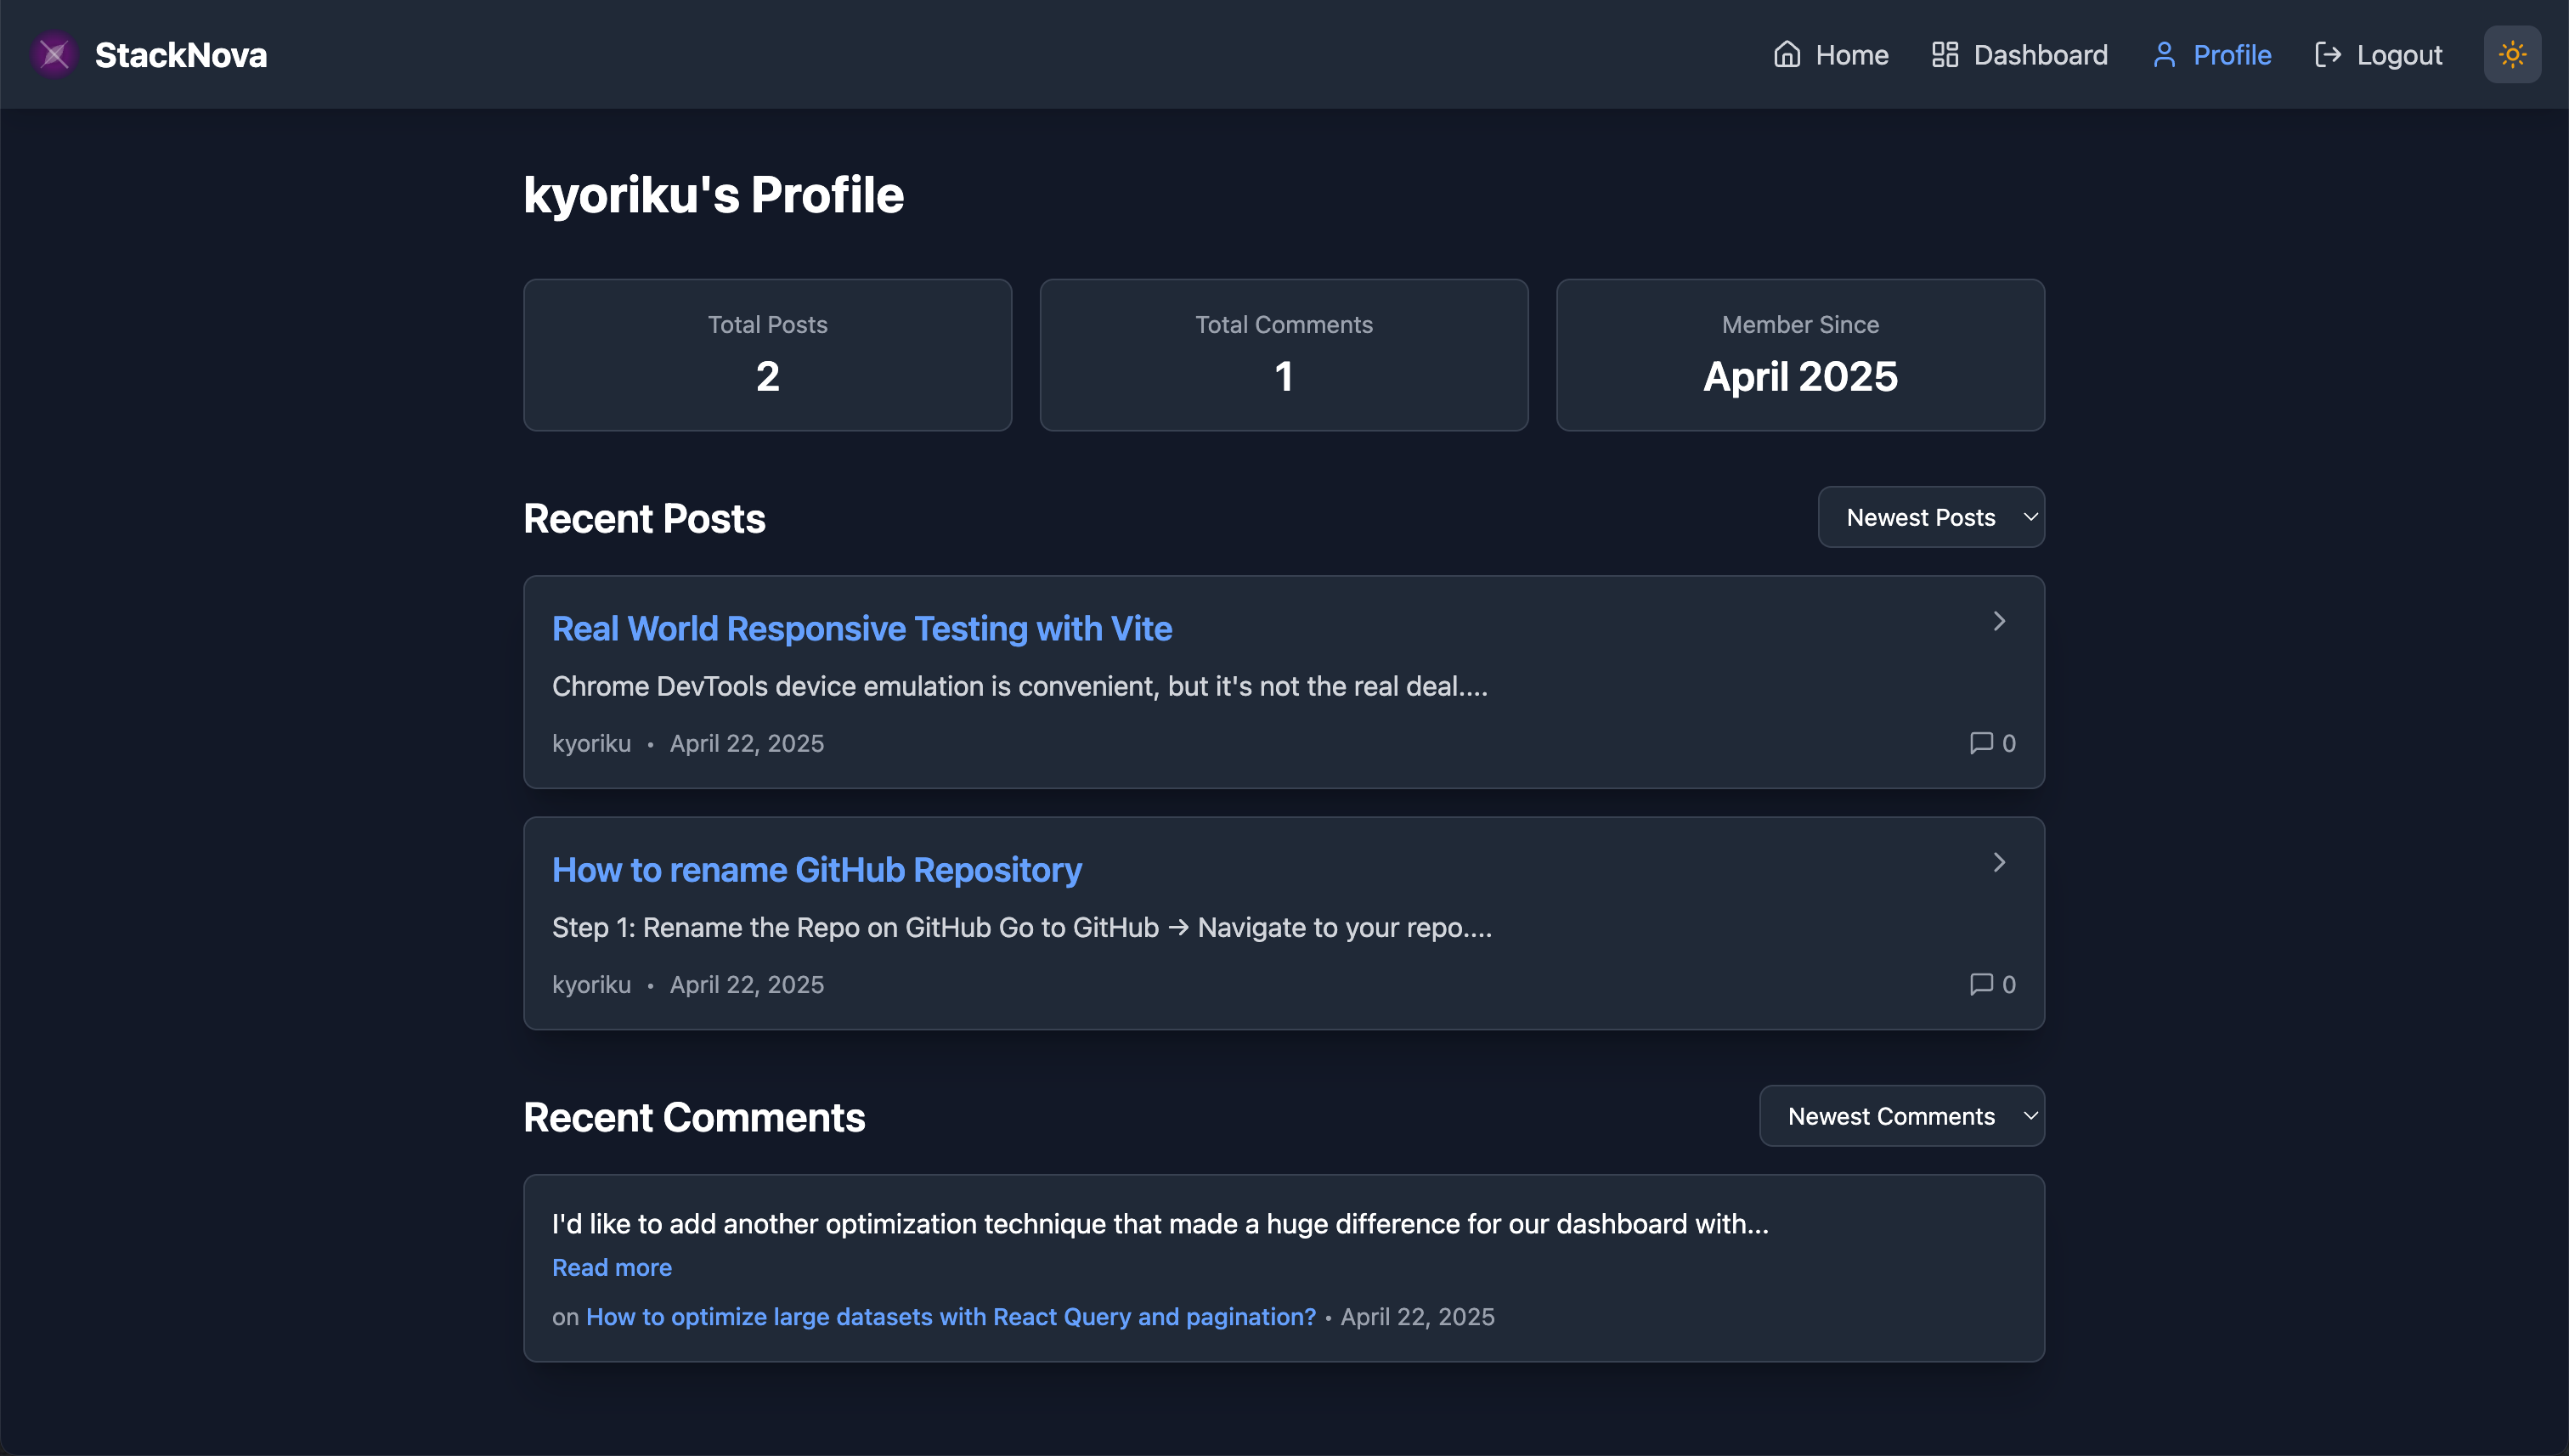 StackNova
Home
Dashboard
Profile
Logout
kyoriku's Profile
Total Posts
2
Total Comments
1
Member Since
April 2025
Recent Posts
Newest Posts
Real World Responsive Testing with Vite
Chrome DevTools device emulation is convenient, but it's not the real deal....
kyoriku • April 22, 2025
0
How to rename GitHub Repository
Step 1: Rename the Repo on GitHub Go to GitHub → Navigate to your repo....
kyoriku • April 22, 2025
0
Recent Comments
Newest Comments
I'd like to add another optimization technique that made a huge difference for our dashboard with...
Read more
on How to optimize large datasets with React Query and pagination? • April 22, 2025